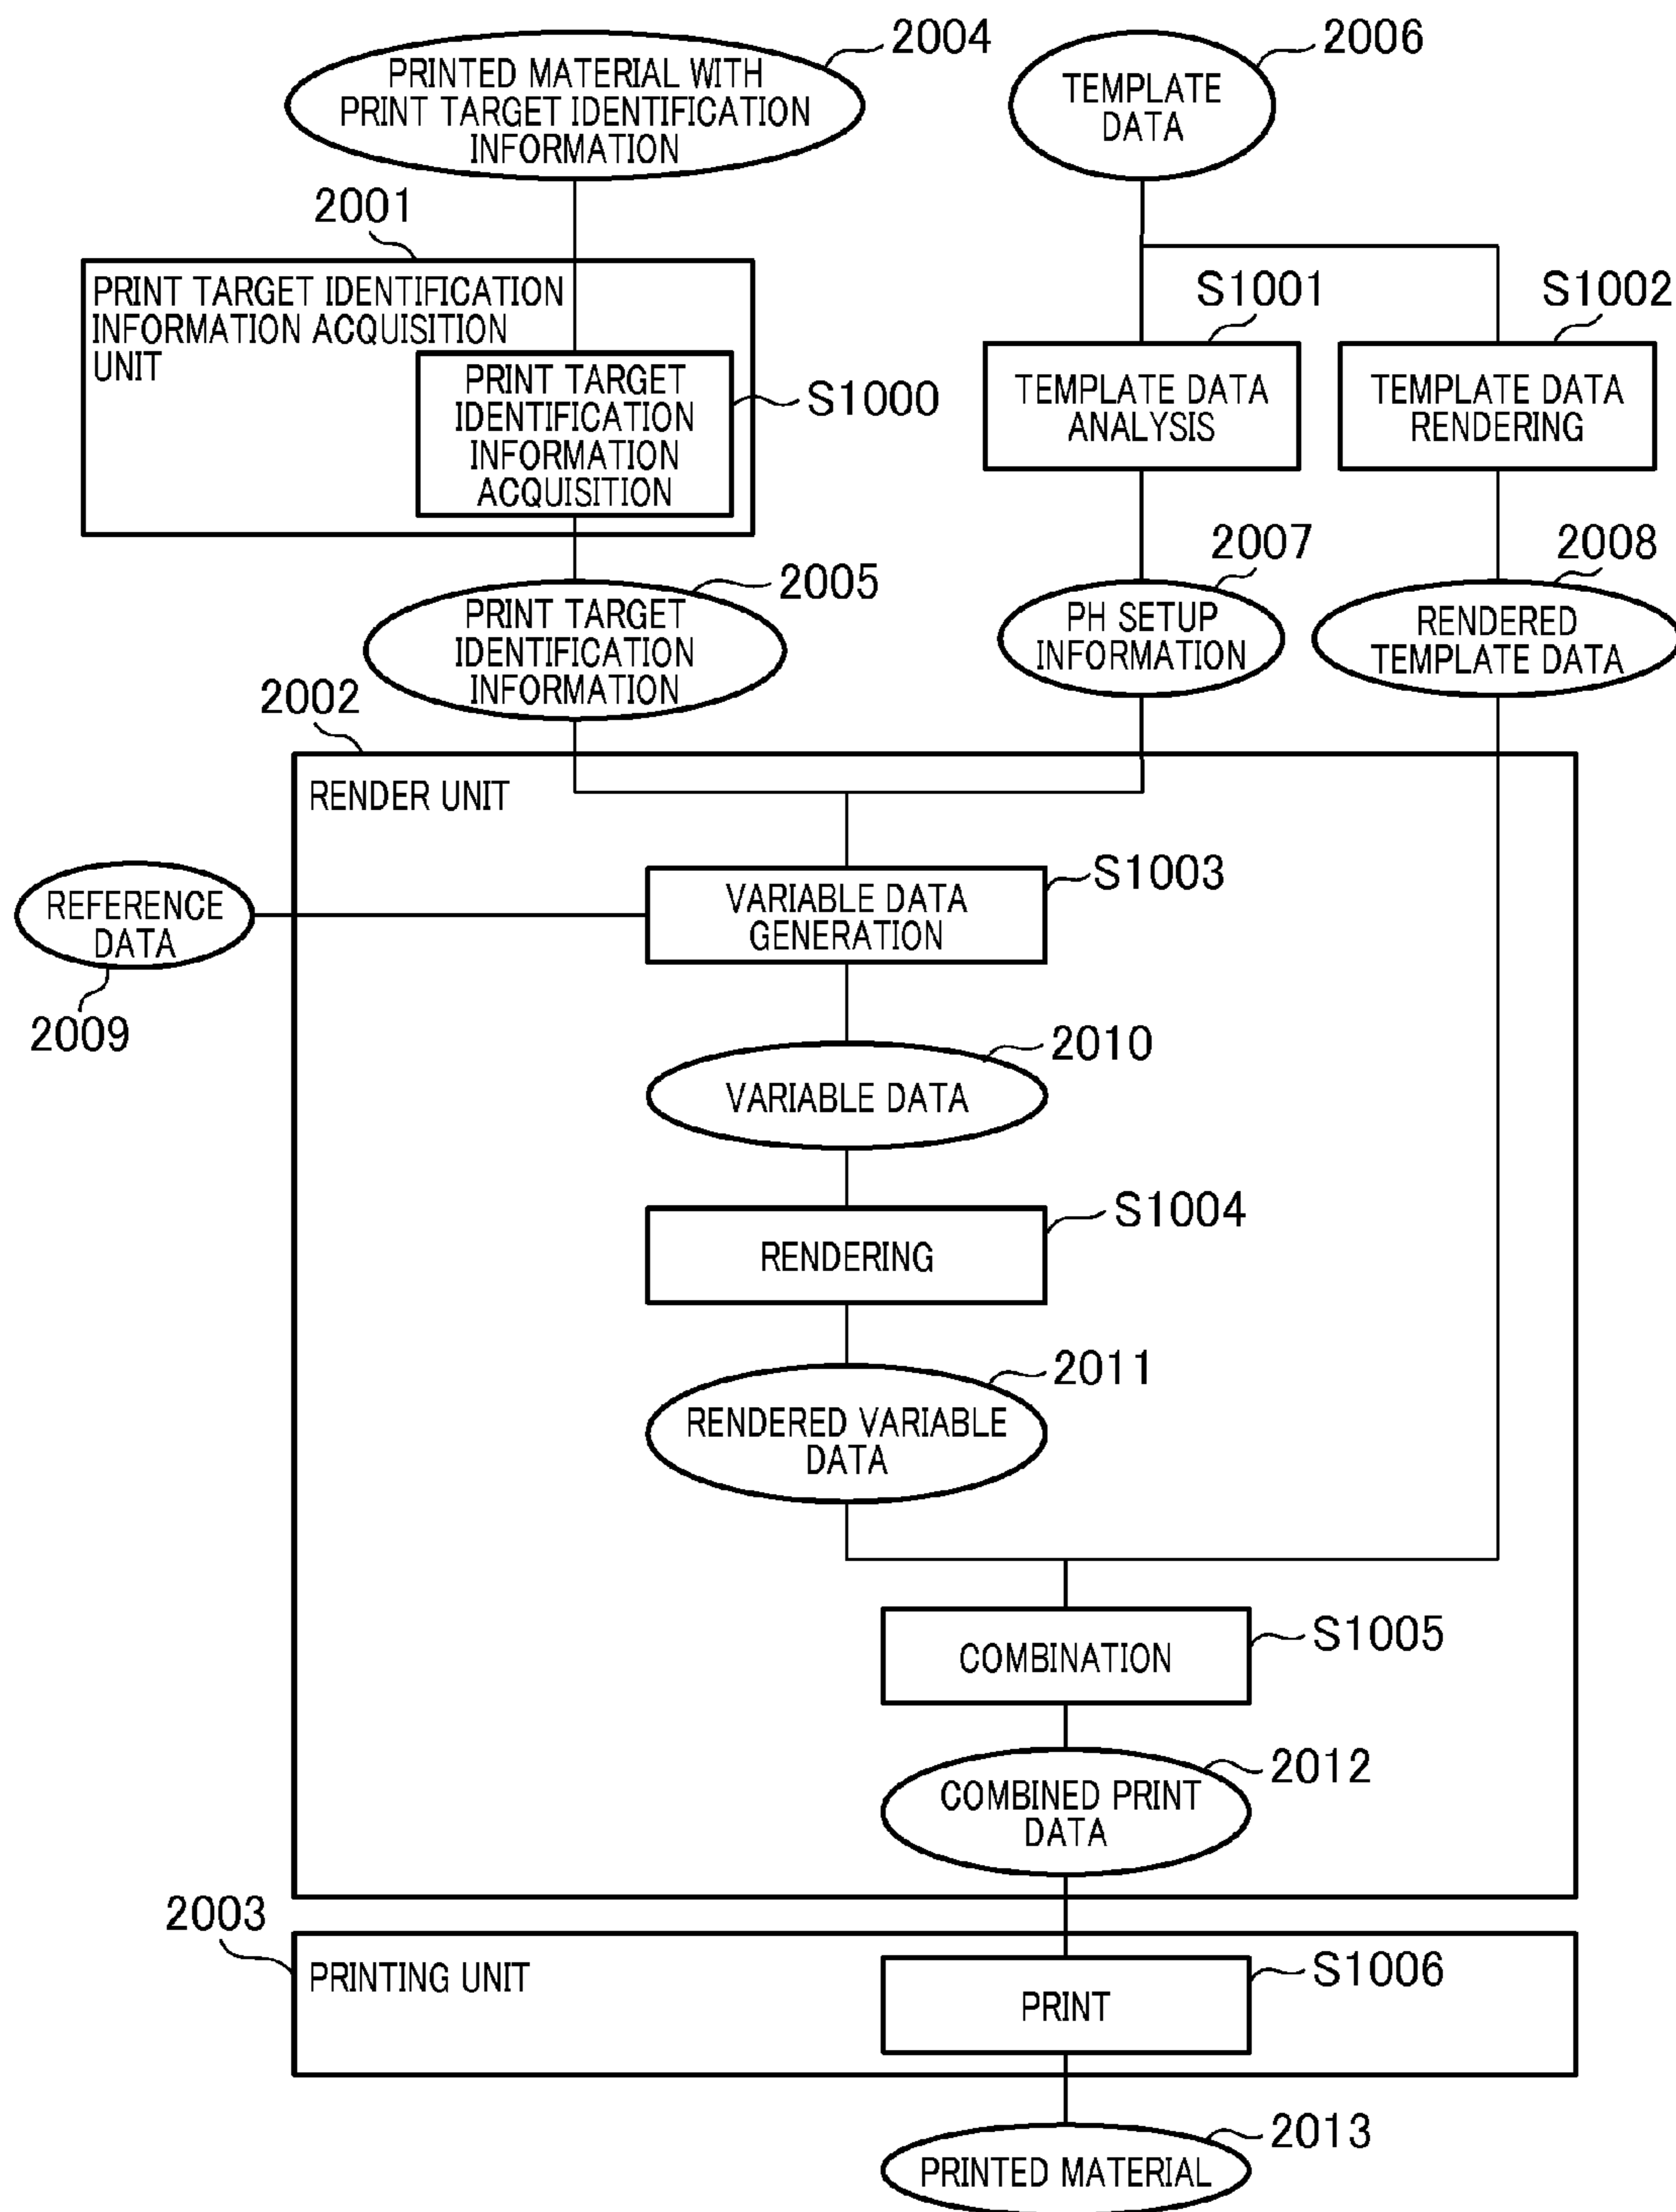 2004
PRINTED MATERIAL WITH
PRINT TARGET IDENTIFICATION
INFORMATION
2006
TEMPLATE
DATA
2001
PRINT TARGET IDENTIFICATION
INFORMATION ACQUISITION
UNIT
PRINT TARGET
IDENTIFICATION
INFORMATION
ACQUISITION
S1000
S1001
TEMPLATE DATA
ANALYSIS
S1002
TEMPLATE DATA
RENDERING
2005
PRINT TARGET
IDENTIFICATION
INFORMATION
2007
PH SETUP
INFORMATION
2008
RENDERED
TEMPLATE DATA
2002
RENDER UNIT
REFERENCE
DATA
2009
S1003
VARIABLE DATA
GENERATION
2010
VARIABLE DATA
S1004
RENDERING
2011
RENDERED VARIABLE
DATA
S1005
COMBINATION
2012
COMBINED PRINT
DATA
2003
PRINTING UNIT
S1006
PRINT
2013
PRINTED MATERIAL